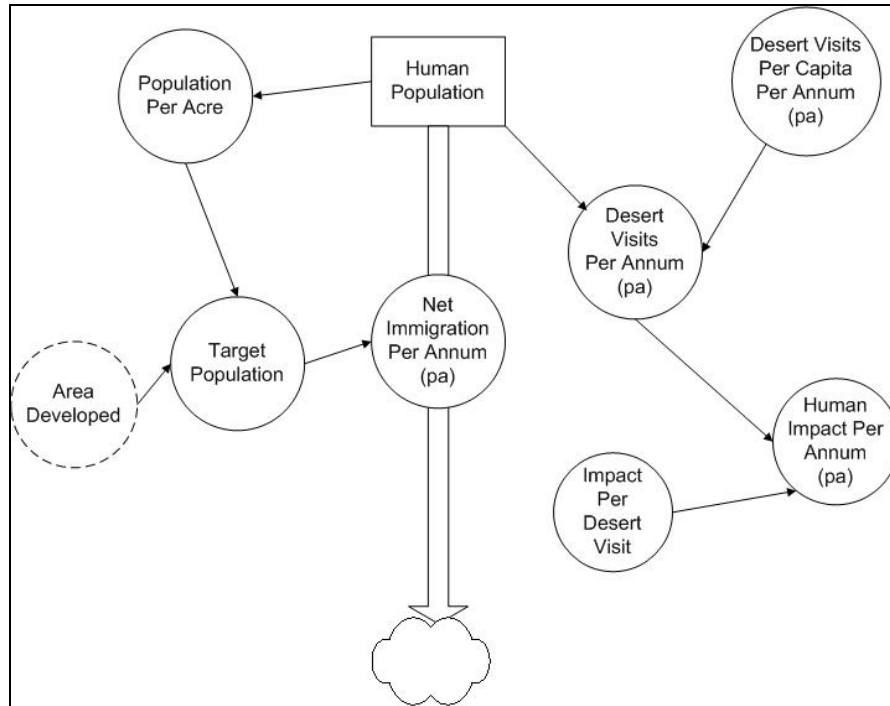 Population
Per Acre
Human
Population
Desert Visits
Per Capita
Per Annum
(pa)
Desert
Visits
Per Annum
(pa)
Net
Immigration
Per Annum
(pa)
Target
Population
Area
Developed
Human
Impact Per
Annum
(pa)
Impact
Per
Desert
Visit